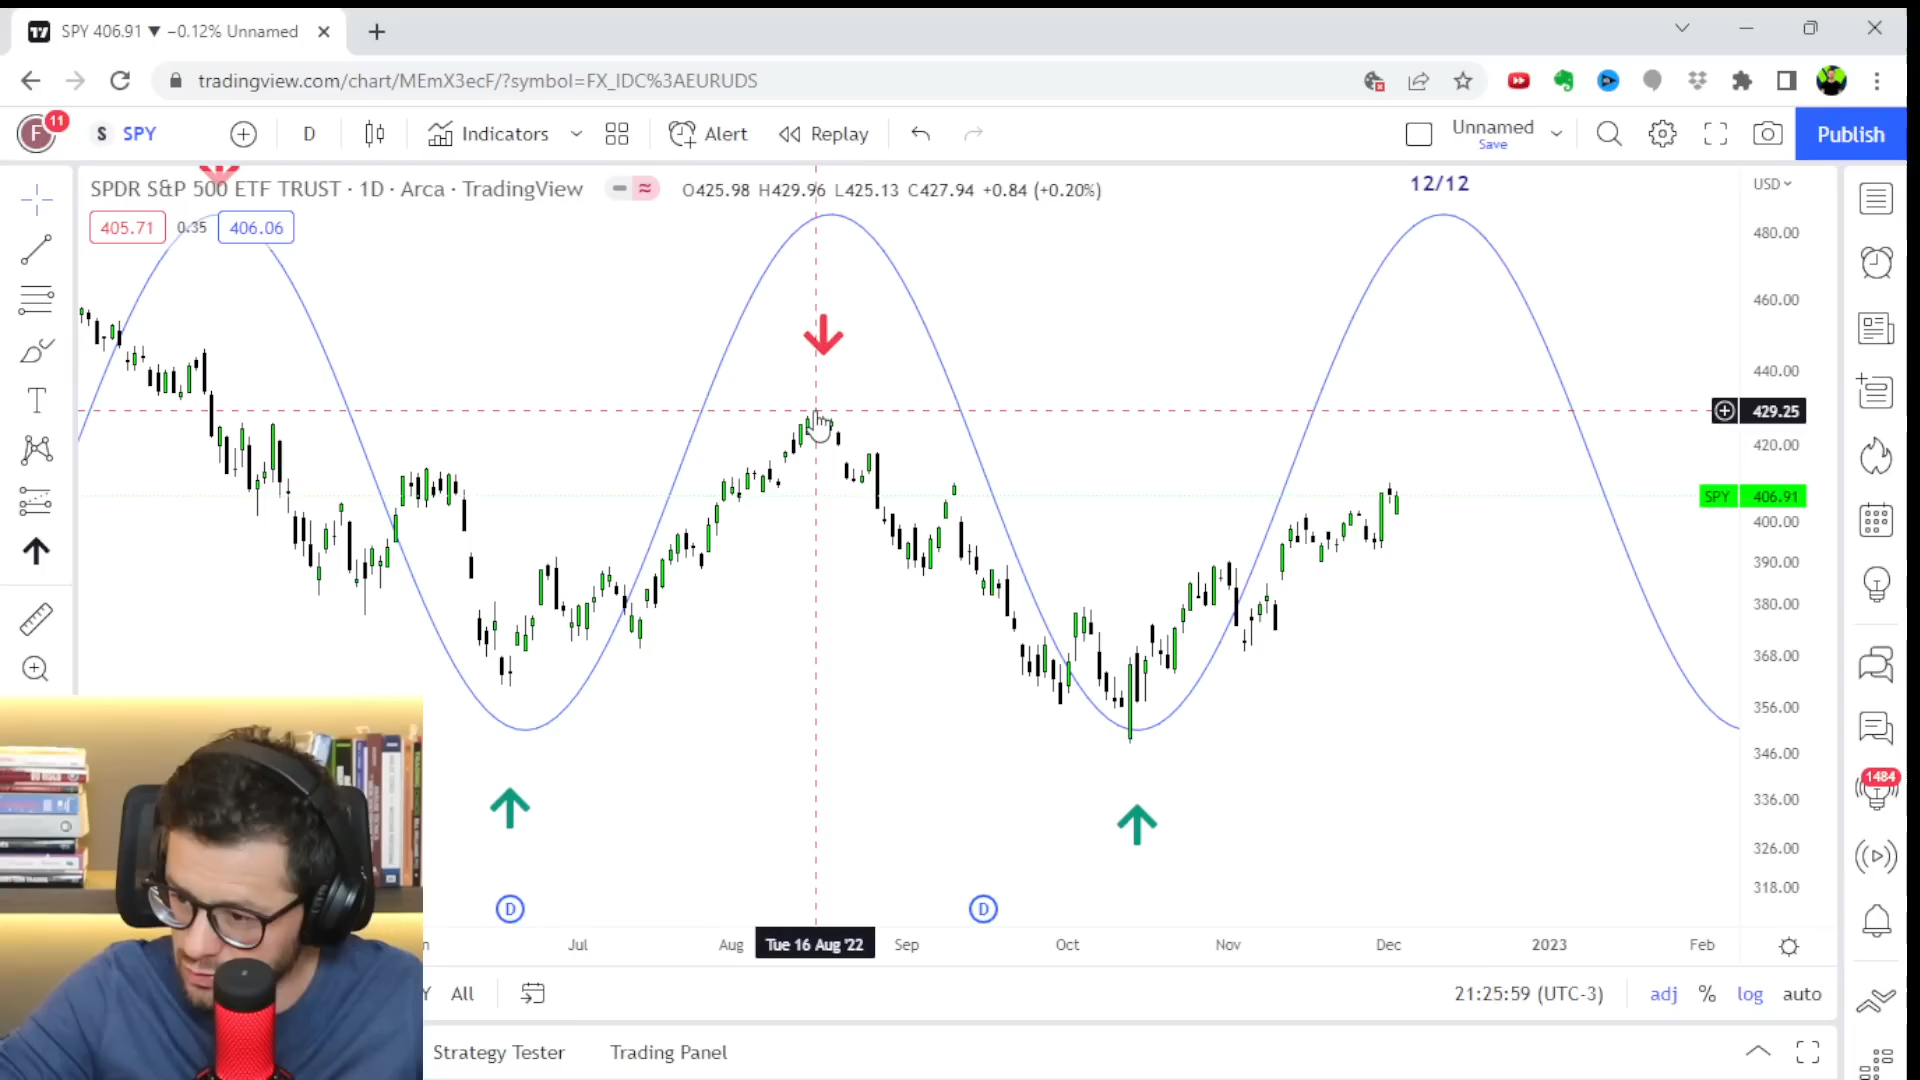 SPY 406.91 ▼ −0.12% Unnamed
tradingview.com/chart/MEmX3ecF/?symbol=FX_IDC%3AEURUDS
F 11 S SPY D Indicators Alert Replay Unnamed Save Publish
SPDR S&P 500 ETF TRUST · 1D · Arca · TradingView O425.98 H429.96 L425.13 C427.94 +0.84 (+0.20%)
12/12
USD
405.71 0.35 406.06
480.00
460.00
440.00
429.25
420.00
SPY 406.91
400.00
390.00
380.00
368.00
356.00
346.00
336.00
326.00
318.00
1484
D D
Jul Aug Tue 16 Aug '22 Sep Oct Nov Dec 2023 Feb
Y All 21:25:59 (UTC-3) adj % log auto
Strategy Tester Trading Panel